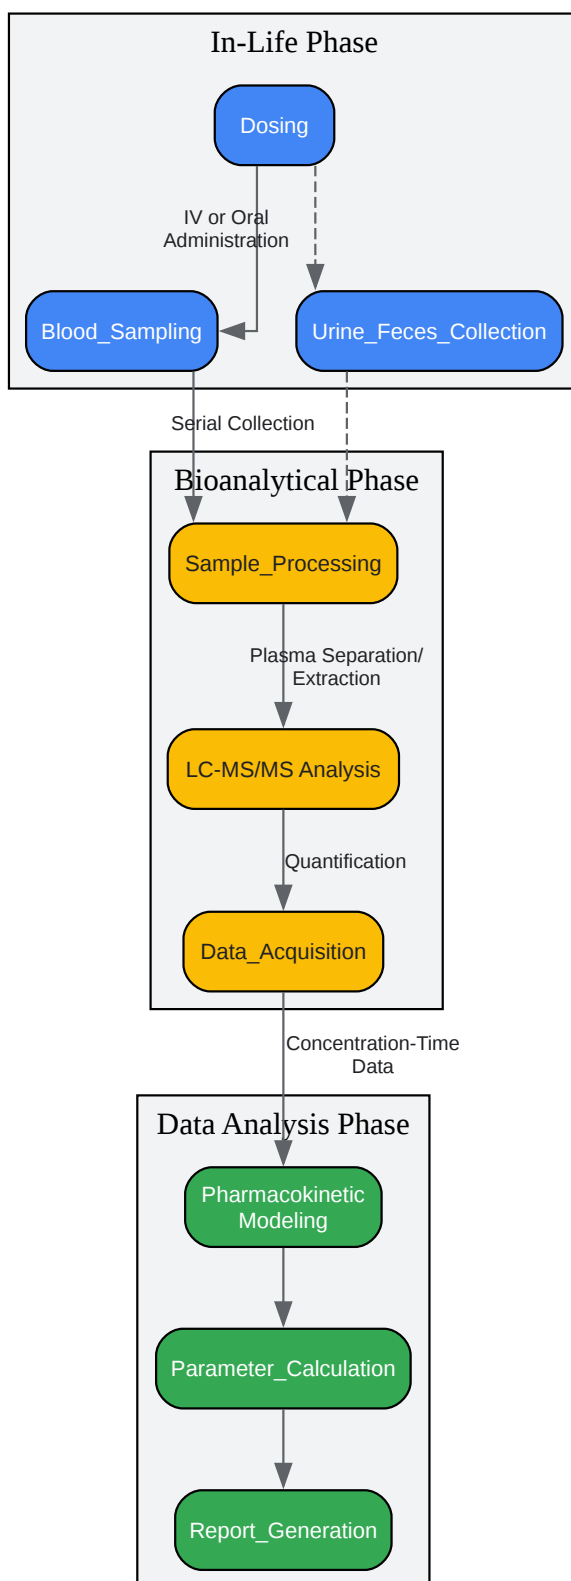 In-Life Phase
Dosing
IV or Oral
Administration
Blood_Sampling
Urine_Feces_Collection
Serial Collection
Bioanalytical Phase
Sample_Processing
Plasma Separation/
Extraction
LC-MS/MS Analysis
Quantification
Data_Acquisition
Concentration-Time
Data
Data Analysis Phase
Pharmacokinetic
Modeling
Parameter_Calculation
Report_Generation